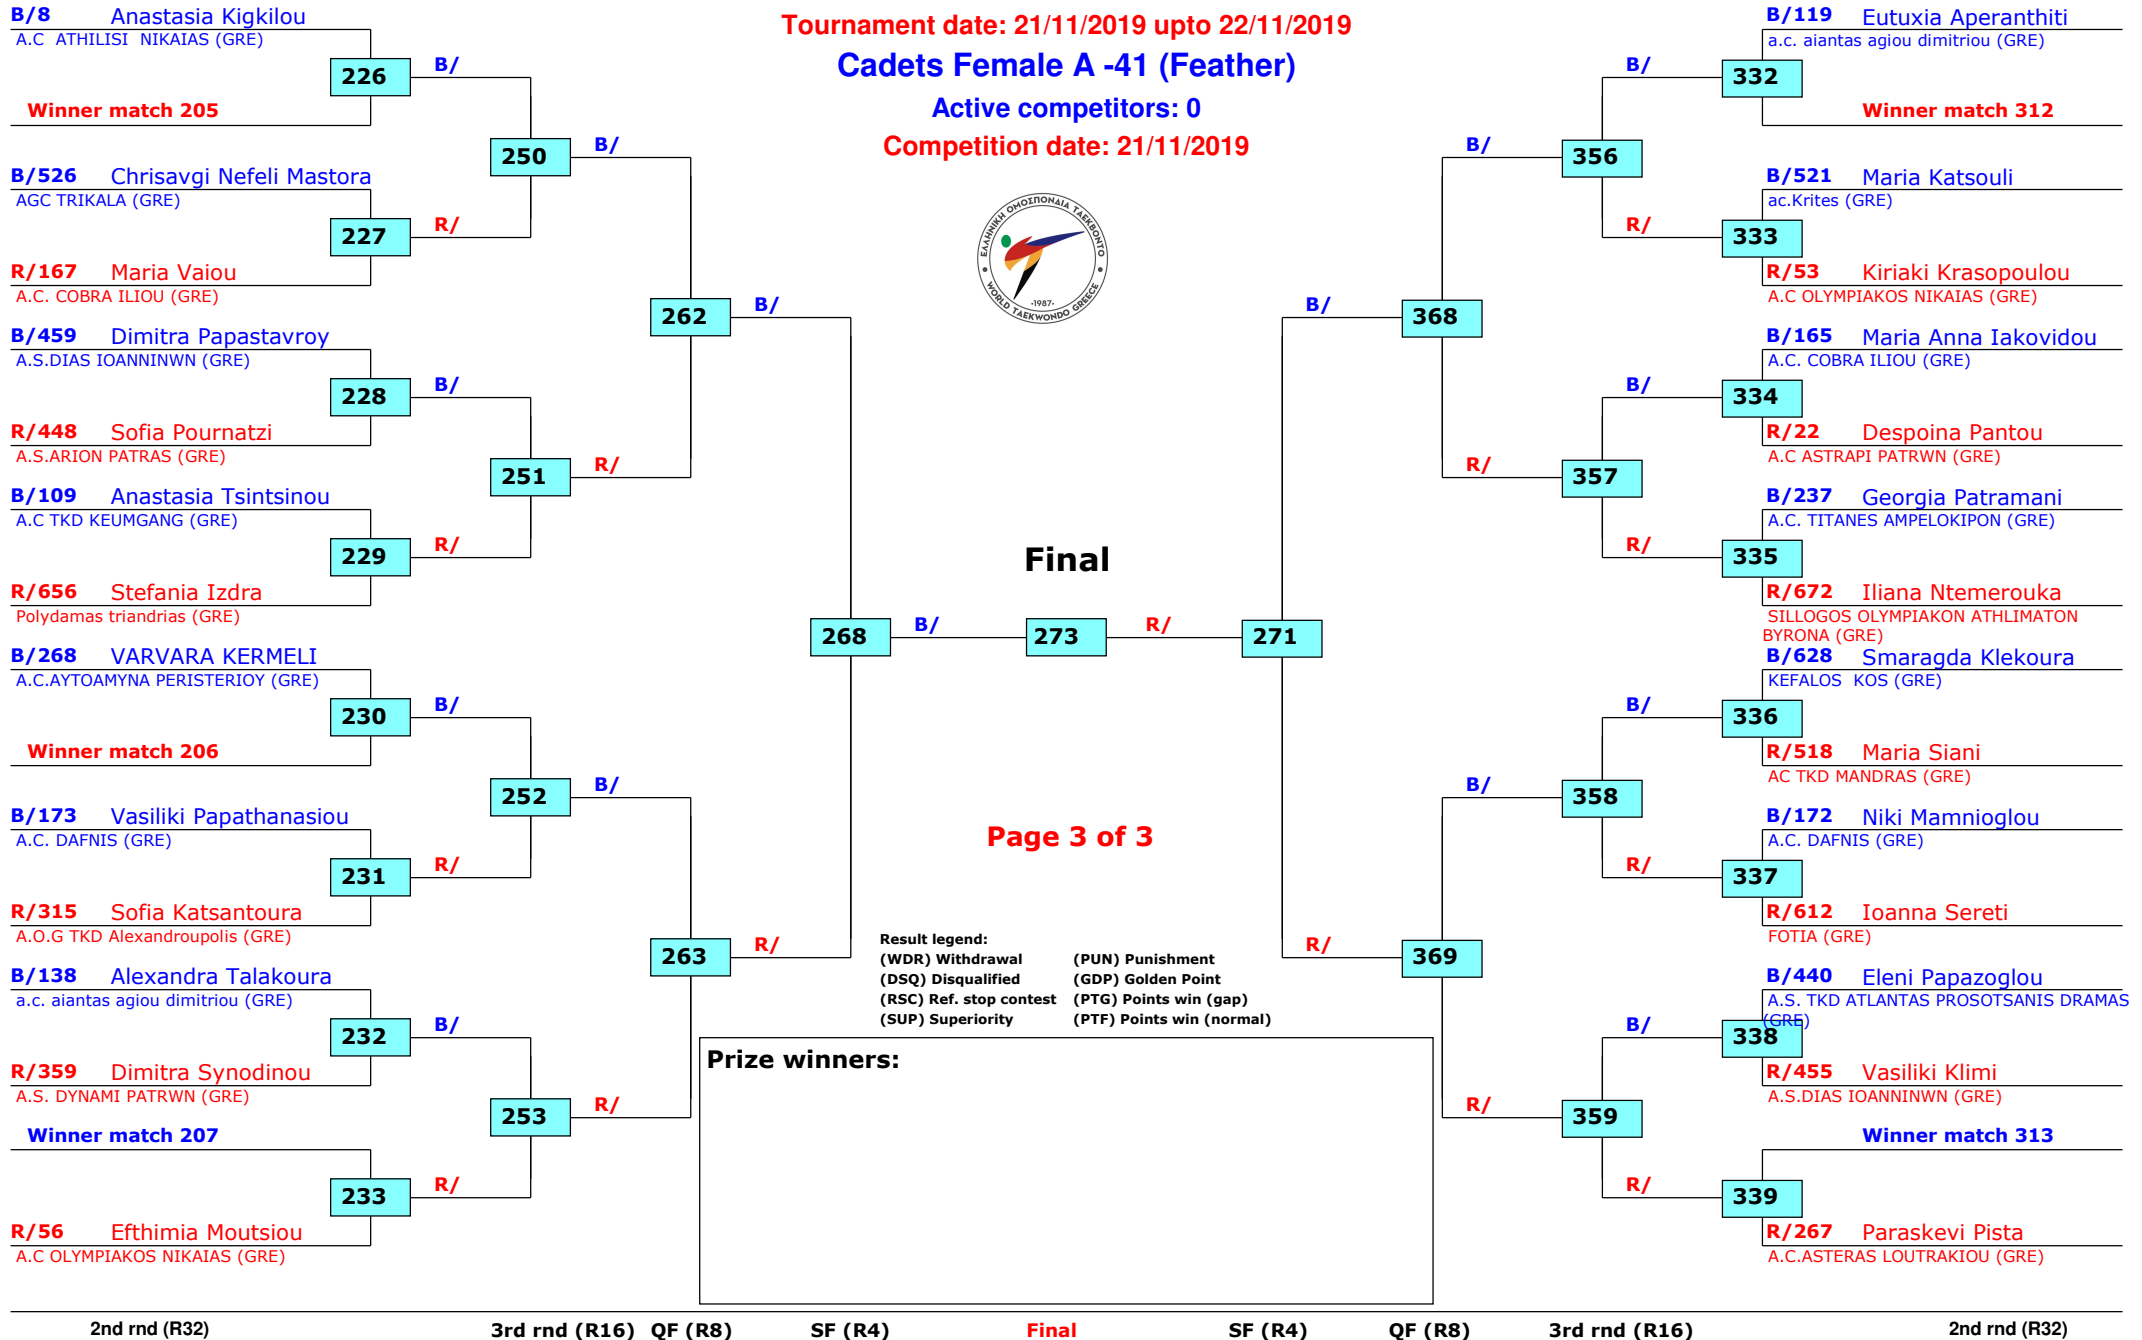 Tournament date: 21/11/2019 upto 22/11/2019
Cadets Female A -41 (Feather)
Active competitors: 0
Competition date: 21/11/2019
ΕΛΛΗΝΙΚΗ ΟΜΟΣΠΟΝΔΙΑ ΤΑΕΚΒΟΝΤΟ
·1987·
WORLD TAEKWONDO GREECE
B/8 Anastasia Kigkilou
A.C ATHILISI NIKAIAS (GRE)
226
Winner match 205
B/526 Chrisavgi Nefeli Mastora
AGC TRIKALA (GRE)
227
R/167 Maria Vaiou
A.C. COBRA ILIOU (GRE)
B/459 Dimitra Papastavroy
A.S.DIAS IOANNINWN (GRE)
228
R/448 Sofia Pournatzi
A.S.ARION PATRAS (GRE)
B/109 Anastasia Tsintsinou
A.C TKD KEUMGANG (GRE)
229
R/656 Stefania Izdra
Polydamas triandrias (GRE)
B/268 VARVARA KERMELI
A.C.AYTOAMYNA PERISTERIOY (GRE)
230
Winner match 206
B/173 Vasiliki Papathanasiou
A.C. DAFNIS (GRE)
231
R/315 Sofia Katsantoura
A.O.G TKD Alexandroupolis (GRE)
B/138 Alexandra Talakoura
a.c. aiantas agiou dimitriou (GRE)
232
R/359 Dimitra Synodinou
A.S. DYNAMI PATRWN (GRE)
Winner match 207
233
R/56 Efthimia Moutsiou
A.C OLYMPIAKOS NIKAIAS (GRE)
B/
250
R/
B/
251
R/
B/
252
R/
B/
253
R/
B/
262
R/
B/
263
R/
B/
268
R/
Final
B/ 273 R/
Page 3 of 3
Result legend:
(WDR) Withdrawal (PUN) Punishment
(DSQ) Disqualified (GDP) Golden Point
(RSC) Ref. stop contest (PTG) Points win (gap)
(SUP) Superiority (PTF) Points win (normal)
Prize winners:
B/
271
R/
B/
368
R/
B/
369
R/
B/
356
R/
B/
357
R/
B/
358
R/
B/
359
R/
B/119 Eutuxia Aperanthiti
a.c. aiantas agiou dimitriou (GRE)
332
Winner match 312
B/521 Maria Katsouli
ac.Krites (GRE)
333
R/53 Kiriaki Krasopoulou
A.C OLYMPIAKOS NIKAIAS (GRE)
B/165 Maria Anna Iakovidou
A.C. COBRA ILIOU (GRE)
334
R/22 Despoina Pantou
A.C ASTRAPI PATRWN (GRE)
B/237 Georgia Patramani
A.C. TITANES AMPELOKIPON (GRE)
335
R/672 Iliana Ntemerouka
SILLOGOS OLYMPIAKON ATHLIMATON
BYRONA (GRE)
B/628 Smaragda Klekoura
KEFALOS KOS (GRE)
336
R/518 Maria Siani
AC TKD MANDRAS (GRE)
B/172 Niki Mamnioglou
A.C. DAFNIS (GRE)
337
R/612 Ioanna Sereti
FOTIA (GRE)
B/440 Eleni Papazoglou
A.S. TKD ATLANTAS PROSOTSANIS DRAMAS
(GRE)
338
R/455 Vasiliki Klimi
A.S.DIAS IOANNINWN (GRE)
Winner match 313
339
R/267 Paraskevi Pista
A.C.ASTERAS LOUTRAKIOU (GRE)
2nd rnd (R32) 3rd rnd (R16) QF (R8) SF (R4) Final SF (R4) QF (R8) 3rd rnd (R16) 2nd rnd (R32)